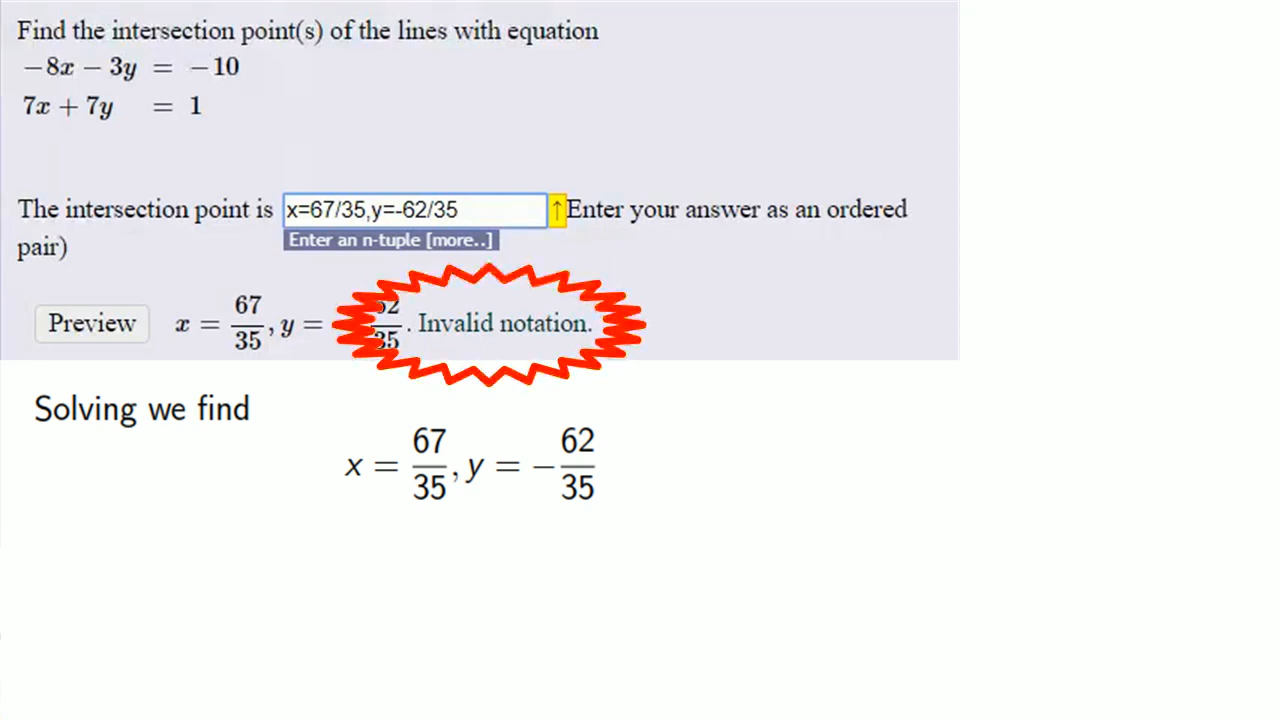 Find the intersection point(s) of the lines with equation
−8x − 3y = −10
7x + 7y = 1
The intersection point is x=67/35,y=-62/35 ↑Enter your answer as an ordered
Enter an n-tuple [more..]
pair)
Preview x = 67/35, y = 62/35. Invalid notation.
Solving we find
x = 67/35, y = −62/35